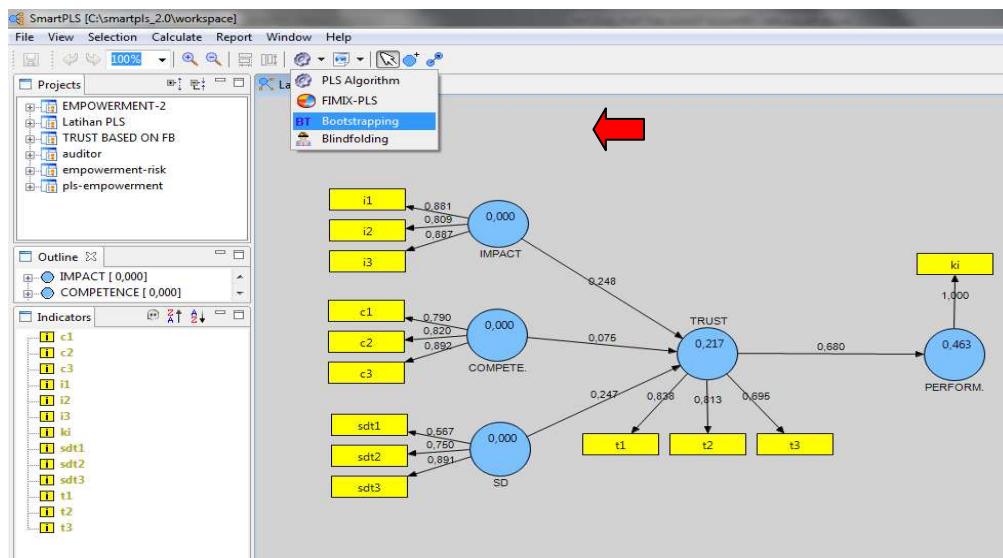 SmartPLS [C:\smartpls_2.0\workspace]
File View Selection Calculate Report Window Help
100%
Projects
EMPOWERMENT-2
Latihan PLS
TRUST BASED ON FB
auditor
empowerment-risk
pls-empowerment
La
PLS Algorithm
FIMIX-PLS
BT Bootstrapping
Blindfolding
Outline
IMPACT [ 0,000]
COMPETENCE [ 0,000]
Indicators
c1
c2
c3
i1
i2
i3
ki
sdt1
sdt2
sdt3
t1
t2
t3
i1
i2
i3
0,881
0,809
0,887
0,000
IMPACT
0,248
c1
c2
c3
0,790
0,820
0,892
0,000
COMPETE.
0,075
sdt1
sdt2
sdt3
0,567
0,750
0,891
0,000
SD
0,247
TRUST
0,217
0,838
0,813
0,695
t1
t2
t3
0,680
ki
1,000
0,463
PERFORM.